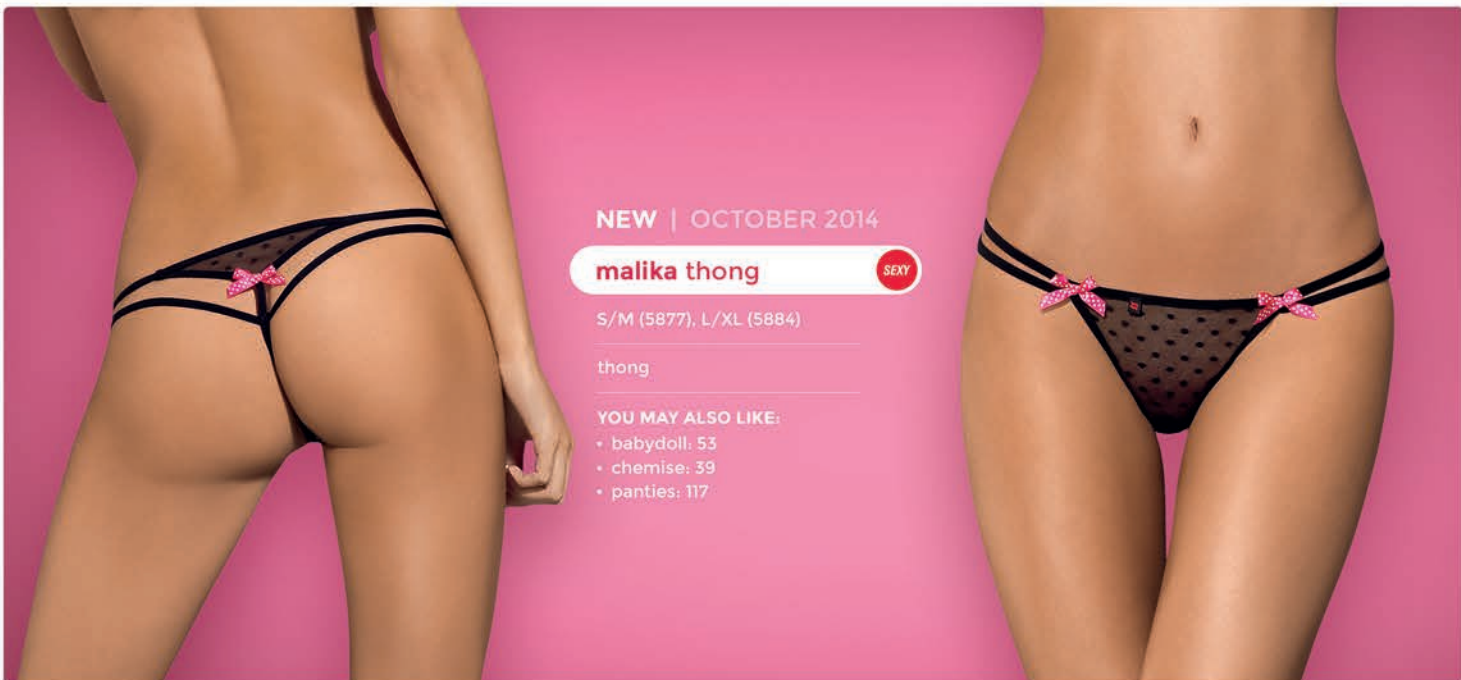 NEW | OCTOBER 2014
malika thong
SEXY
S/M (5877), L/XL (5884)
thong
YOU MAY ALSO LIKE:
• babydoll: 53
• chemise: 39
• panties: 117